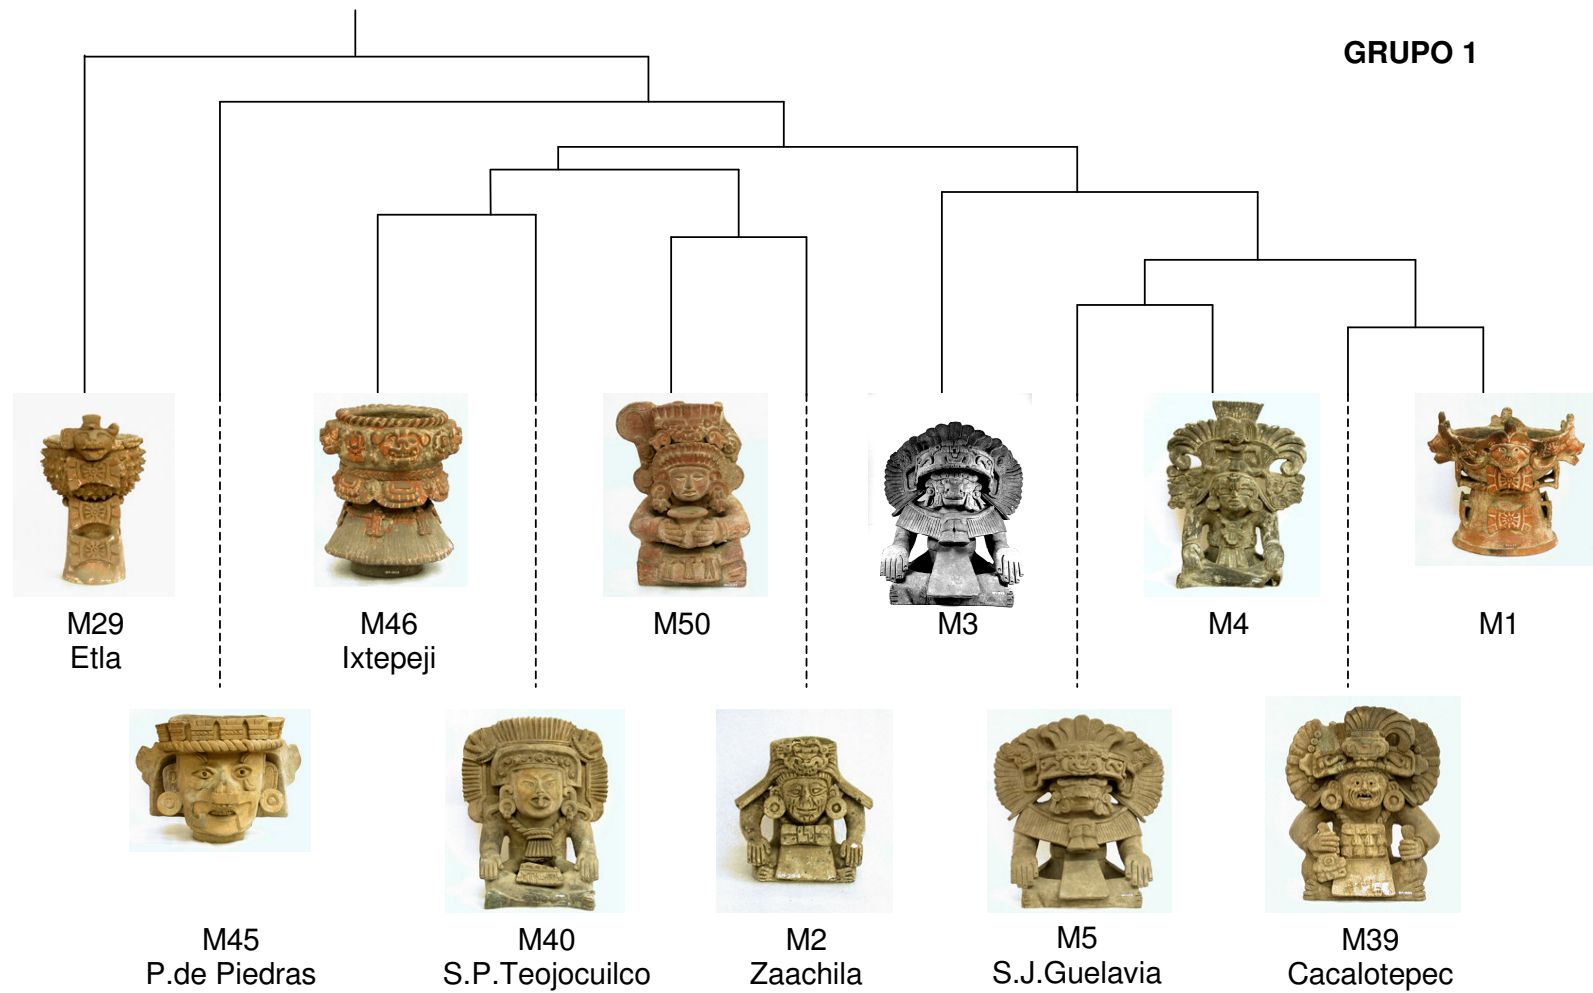 GRUPO 1
M29
Etla
M46
Ixtepeji
M50
M3
M4
M1
M45
P.de Piedras
M40
S.P.Teojocuilco
M2
Zaachila
M5
S.J.Guelavia
M39
Cacalotepec